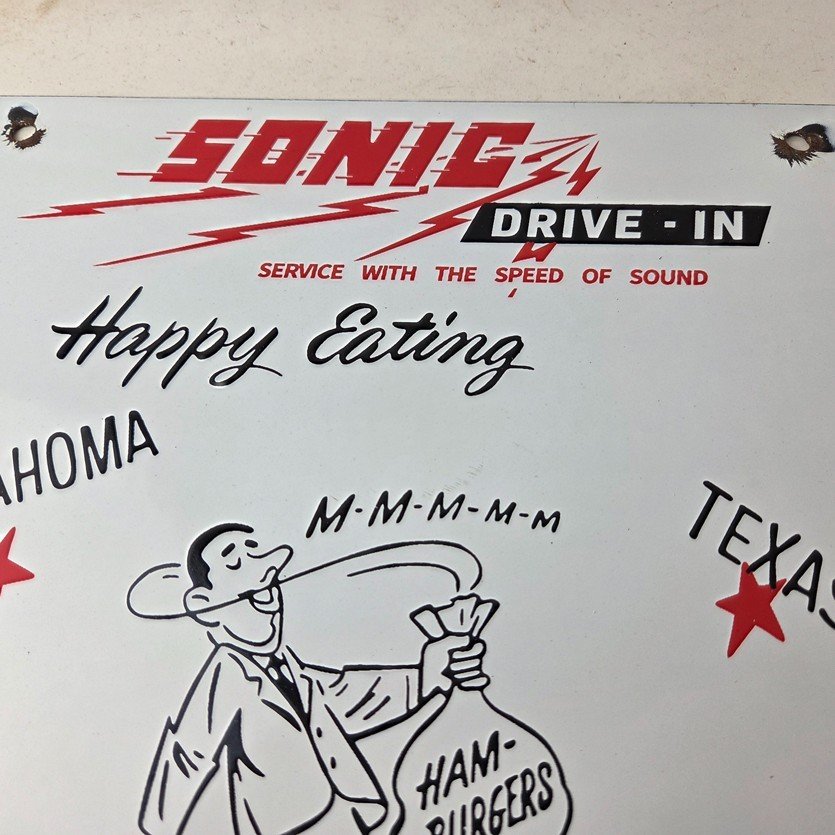 SONIC
DRIVE - IN
SERVICE WITH THE SPEED OF SOUND
Happy Eating
AHOMA
M-M-M-M-M
TEXAS
HAM-
BURGERS